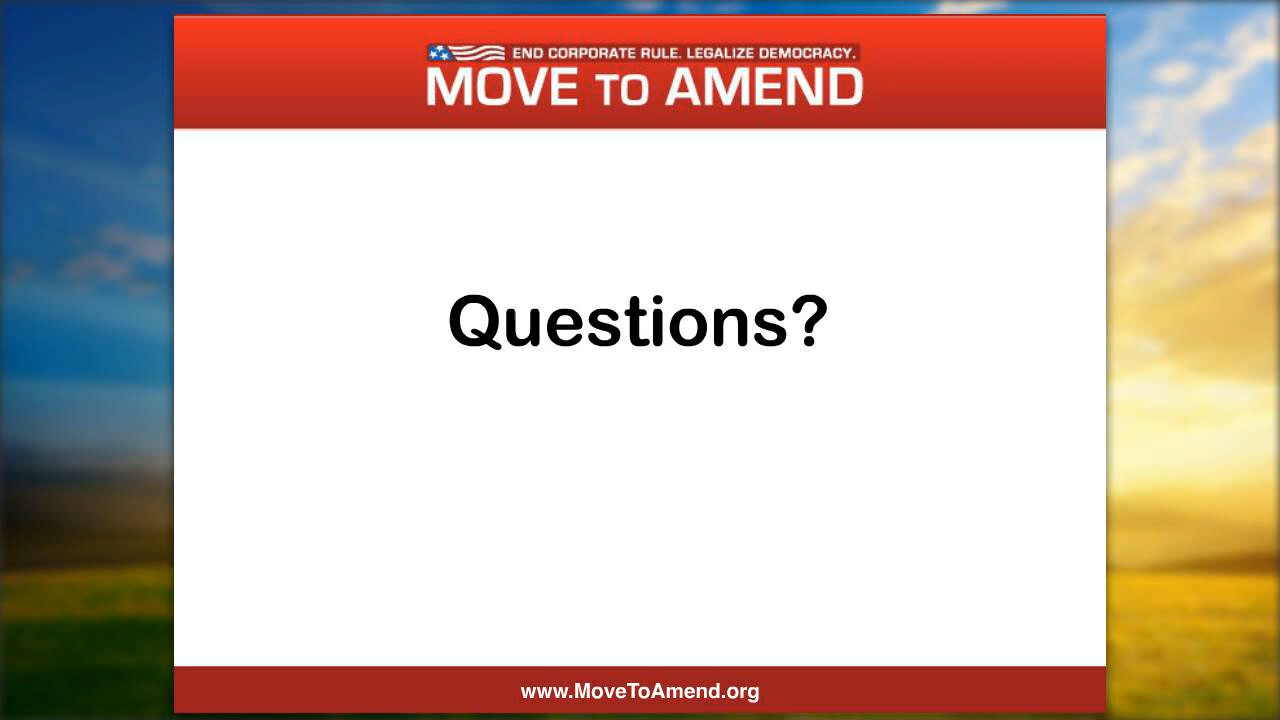 END CORPORATE RULE. LEGALIZE DEMOCRACY.
MOVE TO AMEND
Questions?
www.MoveToAmend.org